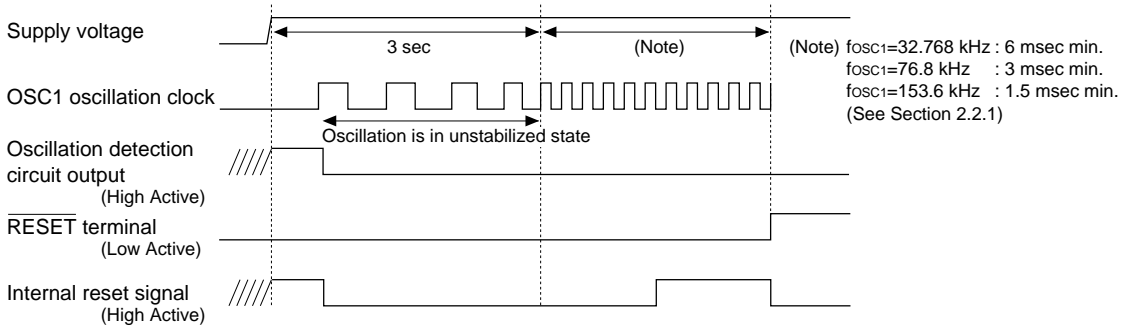 Supply voltage
3 sec
(Note)
(Note) fOSC1=32.768 kHz : 6 msec min.
fOSC1=76.8 kHz : 3 msec min.
fOSC1=153.6 kHz : 1.5 msec min.
(See Section 2.2.1)
OSC1 oscillation clock
Oscillation is in unstabilized state
Oscillation detection
circuit output
(High Active)
RESET terminal
(Low Active)
Internal reset signal
(High Active)